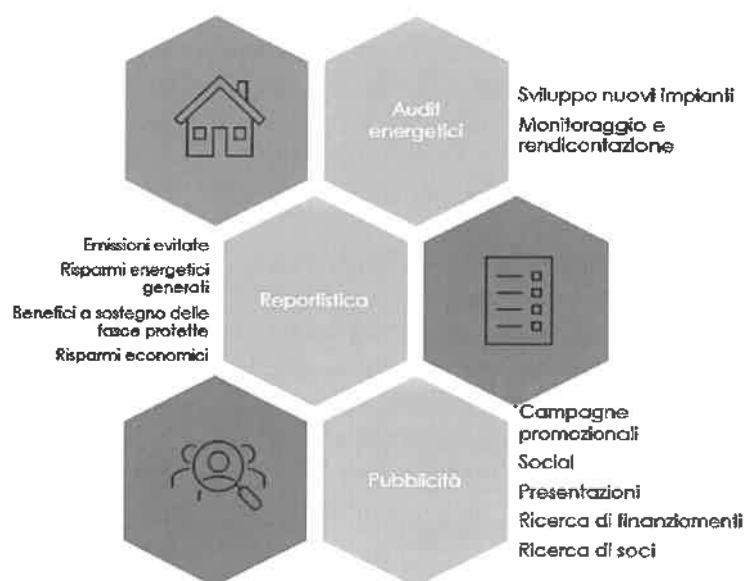 Audit
energetici
Sviluppo nuovi impianti
Monitoraggio e
rendicontazione
Emissioni evitate
Risparmi energetici
generati
Benefici a sostegno delle
fasce protette
Risparmi economici
Reportistica
Pubblicità
Campagne
promozionali
Social
Presentazioni
Ricerca di finanziamenti
Ricerca di soci